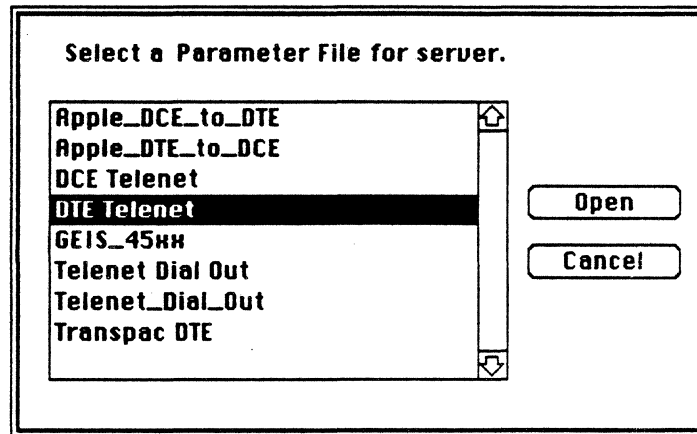 Select a Parameter File for server.
Apple_DCE_to_DTE
Apple_DTE_to_DCE
DCE Telenet
DTE Telenet
GEIS_45xx
Telenet Dial Out
Telenet_Dial_Out
Transpac DTE
Open
Cancel